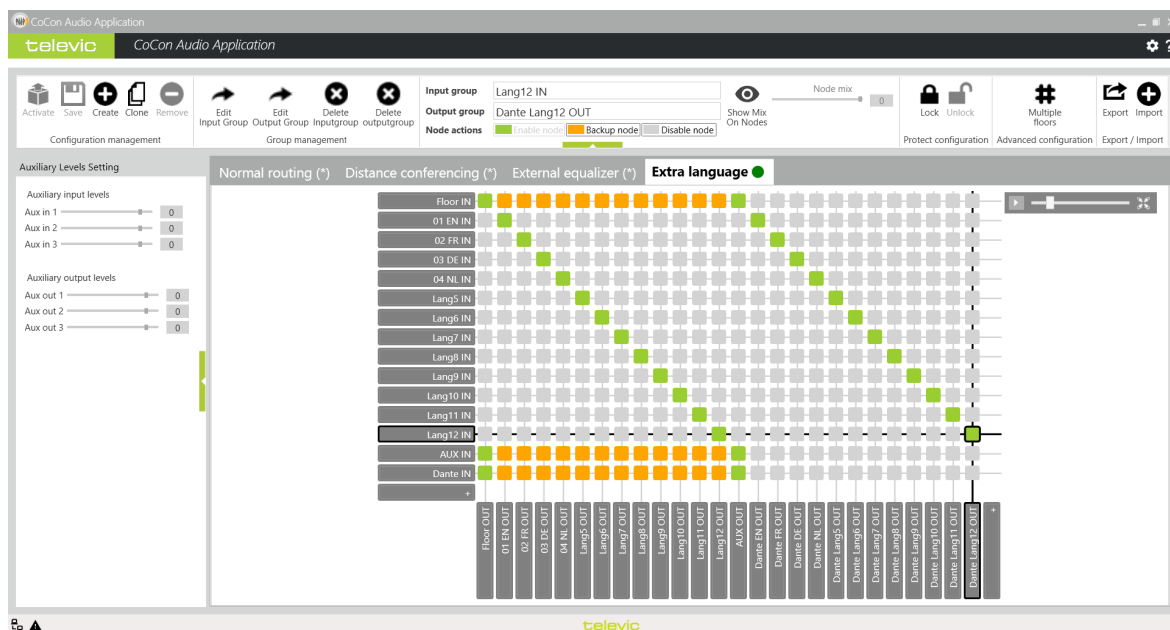 CoCon Audio Application
televic CoCon Audio Application
Activate Save Create Clone Remove
Configuration management
Edit Input Group Edit Output Group Delete Inputgroup Delete outputgroup
Group management
Input group Lang12 IN
Output group Dante Lang12 OUT
Node actions Enable node Backup node Disable node
Show Mix On Nodes
Node mix 0
Lock Unlock
Protect configuration
Multiple floors
Advanced configuration
Export Import
Export / Import
Auxiliary Levels Setting
Auxiliary input levels
Aux in 1 0
Aux in 2 0
Aux in 3 0
Auxiliary output levels
Aux out 1 0
Aux out 2 0
Aux out 3 0
Normal routing (*) Distance conferencing (*) External equalizer (*) Extra language
Floor IN
01 EN IN
02 FR IN
03 DE IN
04 NL IN
Lang5 IN
Lang6 IN
Lang7 IN
Lang8 IN
Lang9 IN
Lang10 IN
Lang11 IN
Lang12 IN
AUX IN
Dante IN
+
Floor OUT
01 EN OUT
02 FR OUT
03 DE OUT
04 NL OUT
Lang5 OUT
Lang6 OUT
Lang7 OUT
Lang8 OUT
Lang9 OUT
Lang10 OUT
Lang11 OUT
Lang12 OUT
AUX OUT
Dante EN OUT
Dante FR OUT
Dante DE OUT
Dante NL OUT
Dante Lang5 OUT
Dante Lang6 OUT
Dante Lang7 OUT
Dante Lang8 OUT
Dante Lang9 OUT
Dante Lang10 OUT
Dante Lang11 OUT
Dante Lang12 OUT
+
televic